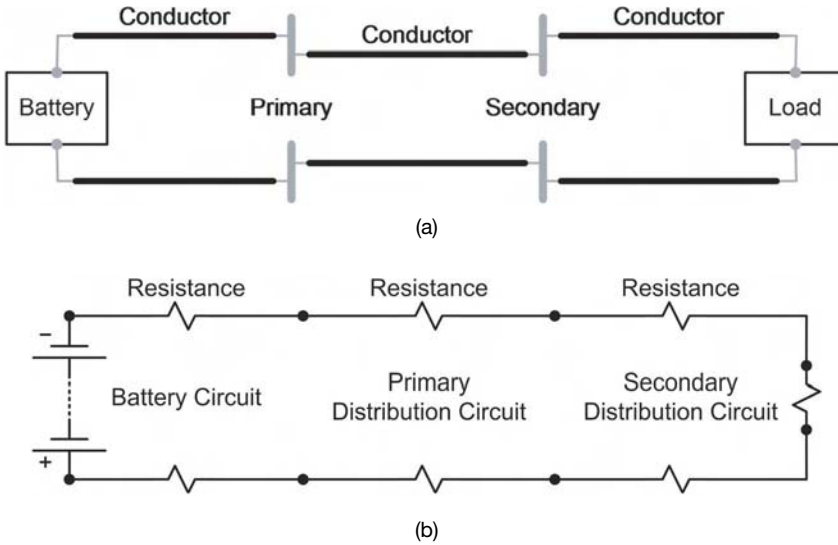 Conductor
Conductor
Conductor
Battery
Primary
Secondary
Load
(a)
Resistance
Resistance
Resistance
−
Battery Circuit
Primary
Distribution Circuit
Secondary
Distribution Circuit
+
(b)